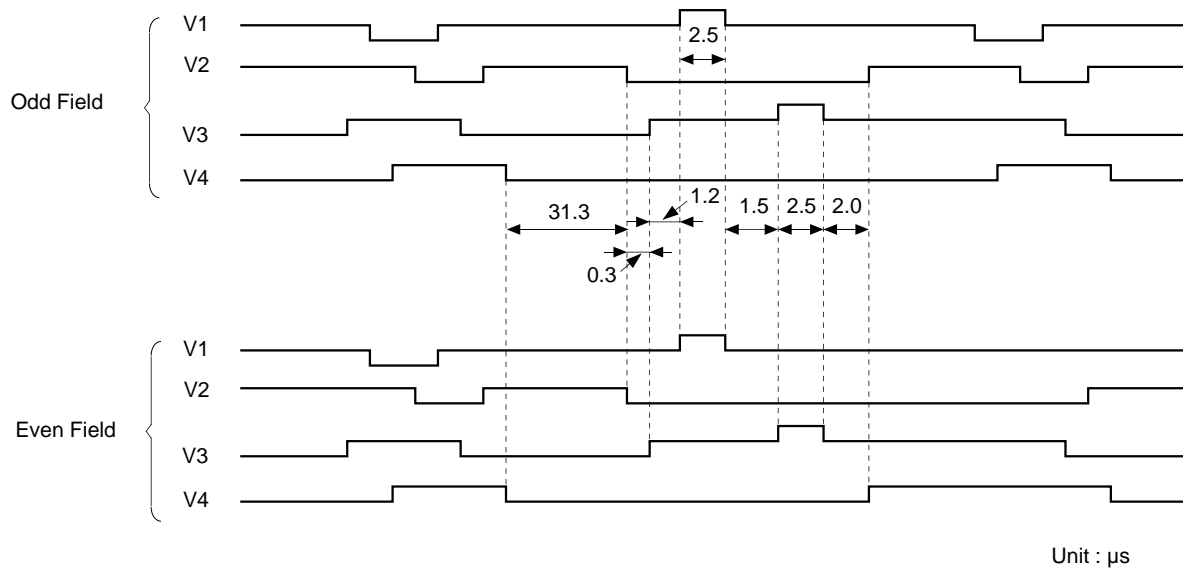 V1
2.5
V2
Odd Field
V3
V4
1.2
31.3
1.5 2.5 2.0
0.3
V1
V2
Even Field
V3
V4
Unit : μs